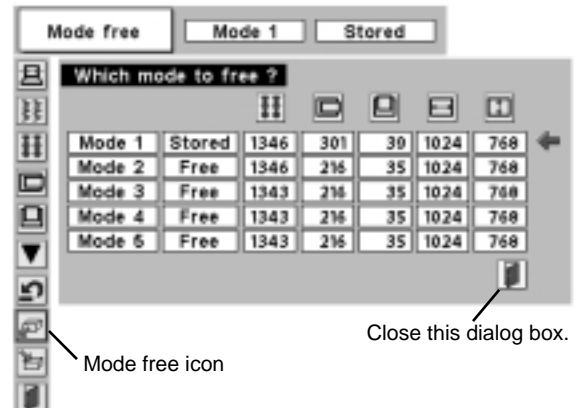 Mode free Mode 1 Stored
Which mode to free ?
Mode 1 Stored 1346 301 39 1024 768
Mode 2 Free 1346 216 35 1024 768
Mode 3 Free 1343 216 35 1024 768
Mode 4 Free 1343 216 35 1024 768
Mode 5 Free 1343 216 35 1024 768
Close this dialog box.
Mode free icon